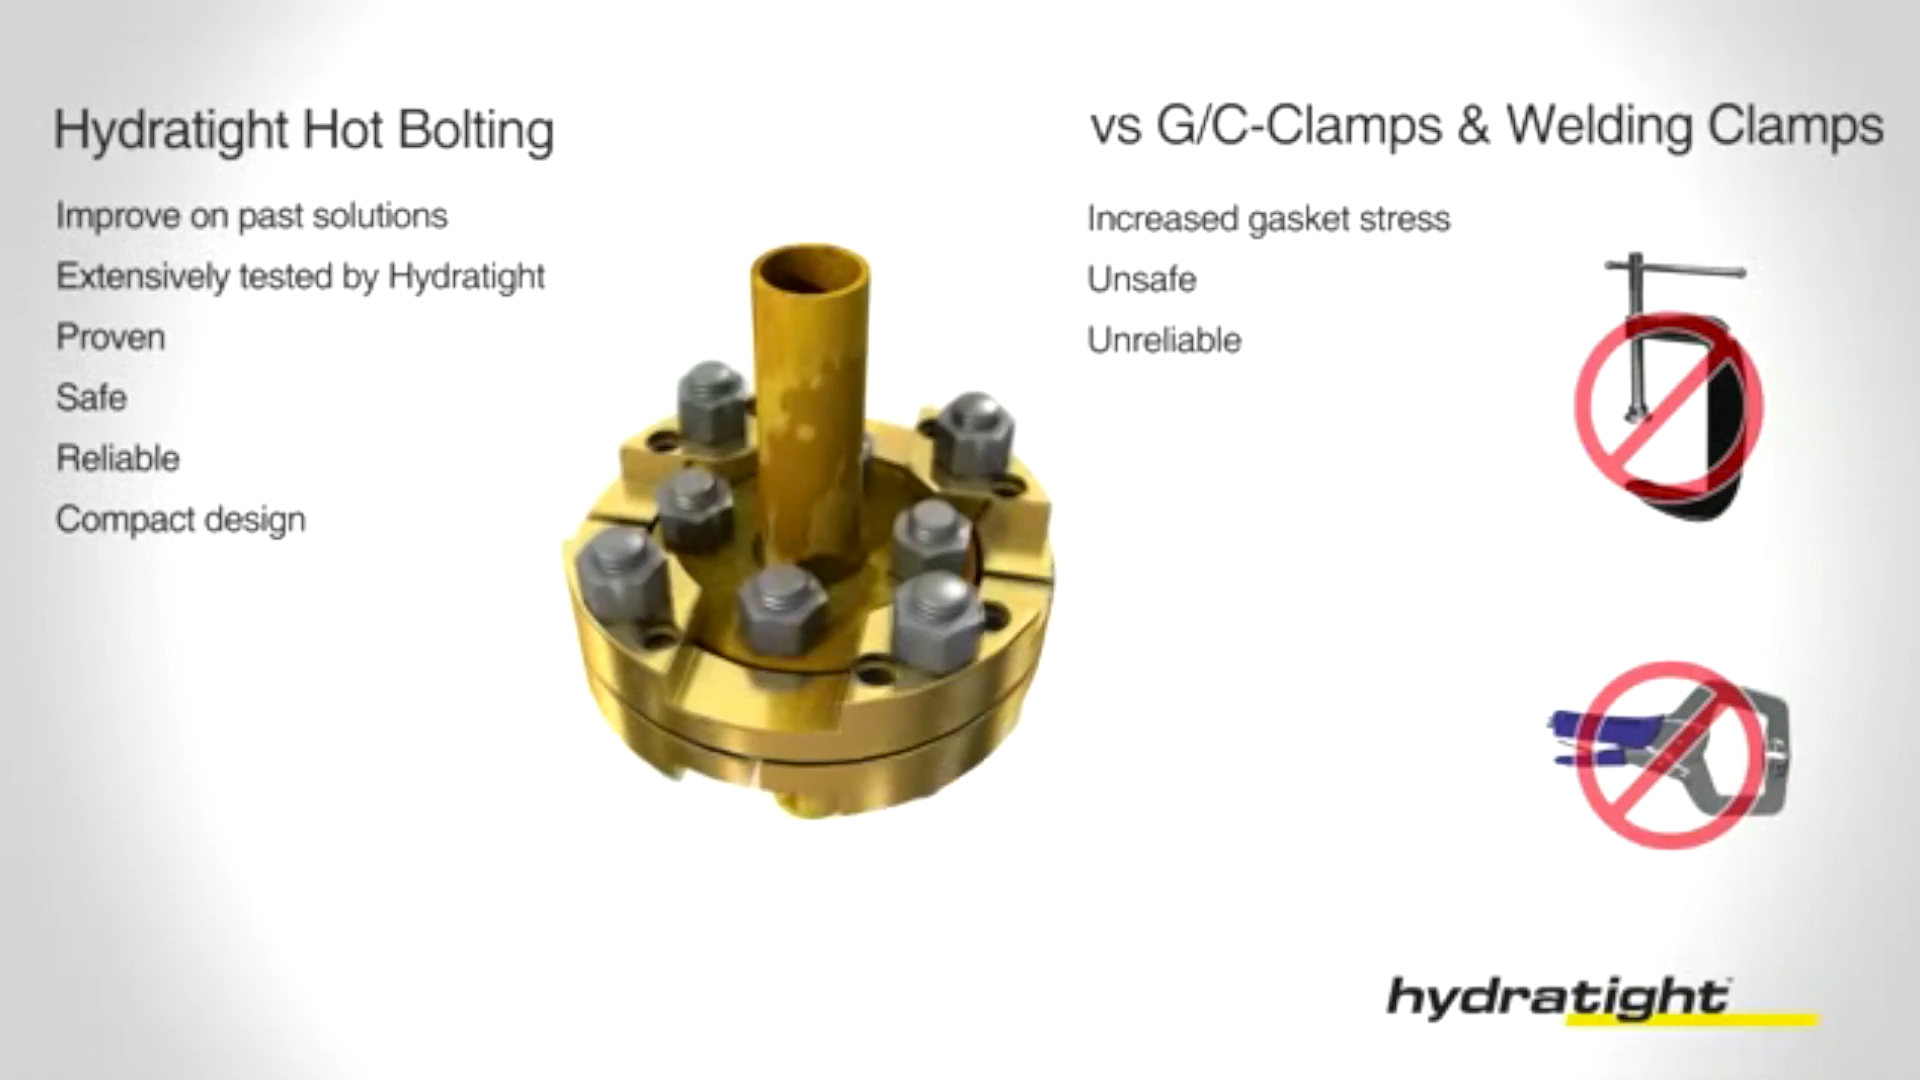 Hydratight Hot Bolting
Improve on past solutions
Extensively tested by Hydratight
Proven
Safe
Reliable
Compact design
vs G/C-Clamps & Welding Clamps
Increased gasket stress
Unsafe
Unreliable
hydratight